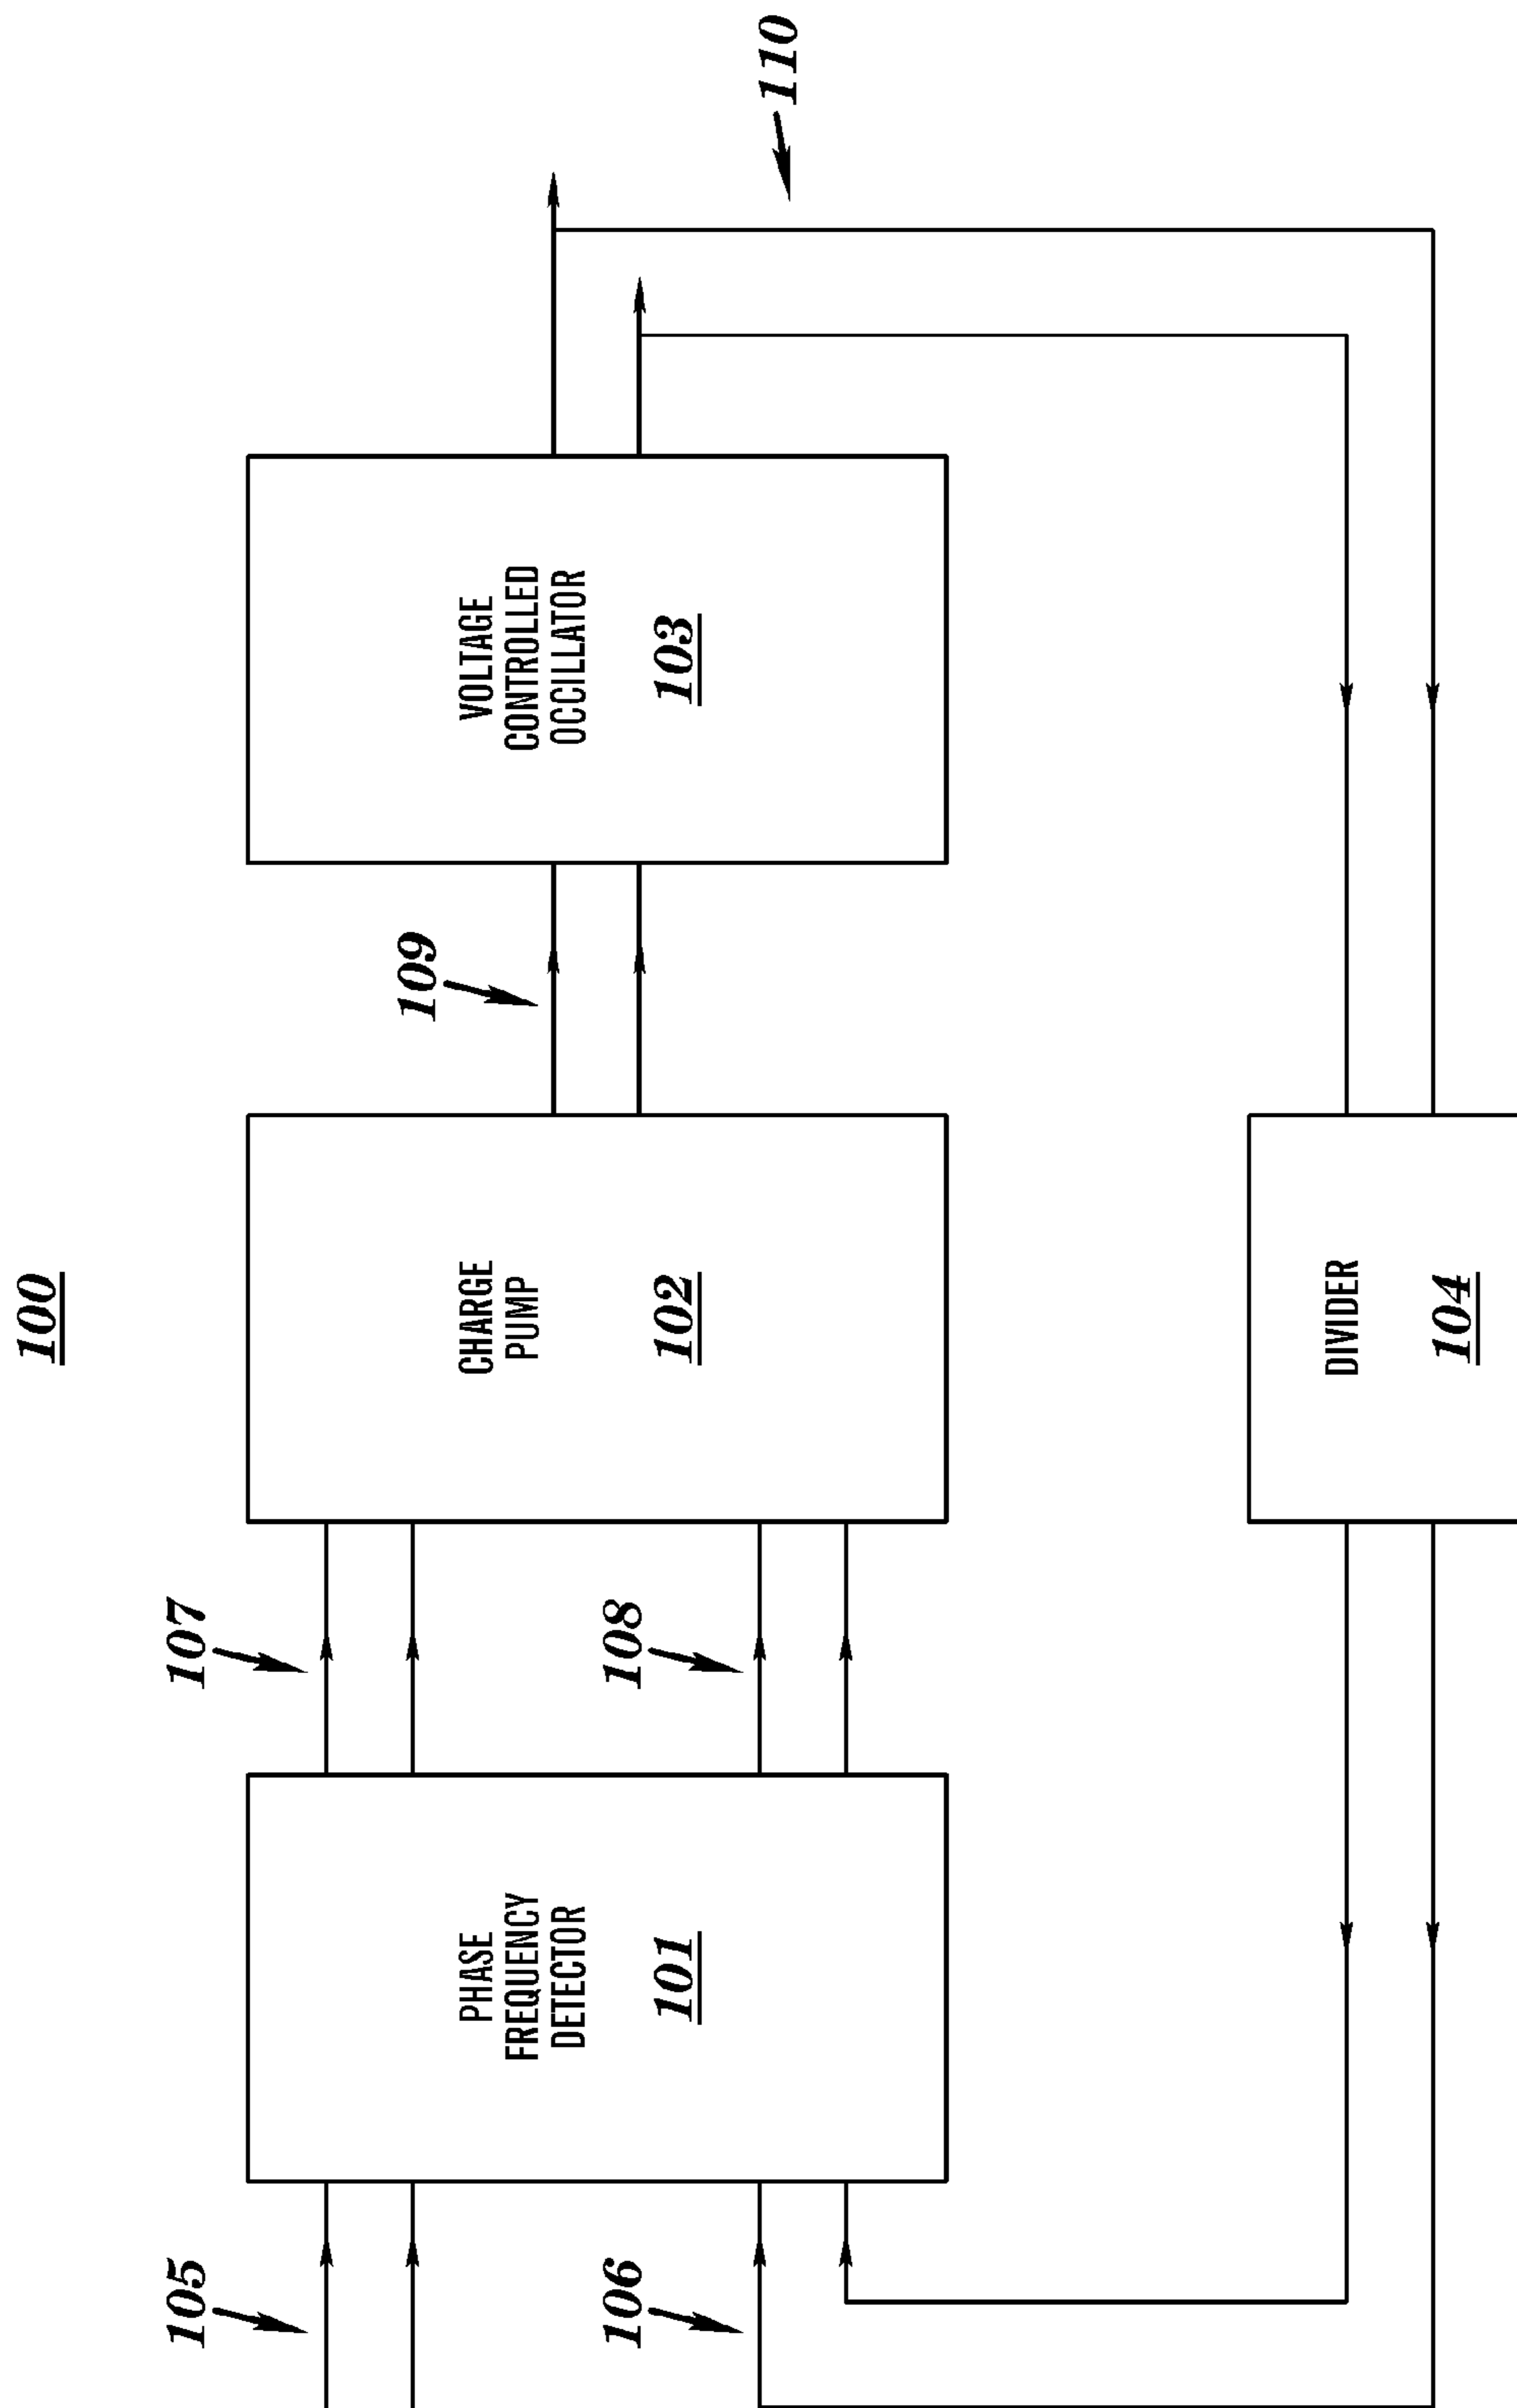 100
105
106
PHASE
FREQUENCY
DETECTOR
101
107
108
CHARGE
PUMP
102
109
VOLTAGE
CONTROLLED
OCCILLATOR
103
110
DIVIDER
104